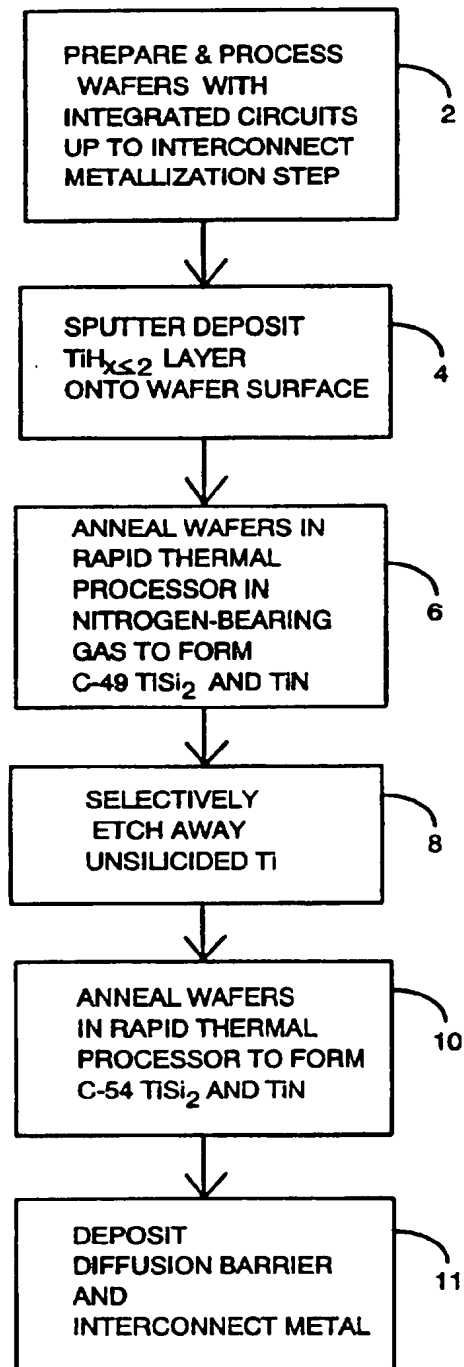 PREPARE & PROCESS
WAFERS WITH
INTEGRATED CIRCUITS
UP TO INTERCONNECT
METALLIZATION STEP
2
SPUTTER DEPOSIT
TiHx≤2 LAYER
ONTO WAFER SURFACE
4
ANNEAL WAFERS IN
RAPID THERMAL
PROCESSOR IN
NITROGEN-BEARING
GAS TO FORM
C-49 TiSi2 AND TiN
6
SELECTIVELY
ETCH AWAY
UNSILICIDED Ti
8
ANNEAL WAFERS
IN RAPID THERMAL
PROCESSOR TO FORM
C-54 TiSi2 AND TiN
10
DEPOSIT
DIFFUSION BARRIER
AND
INTERCONNECT METAL
11